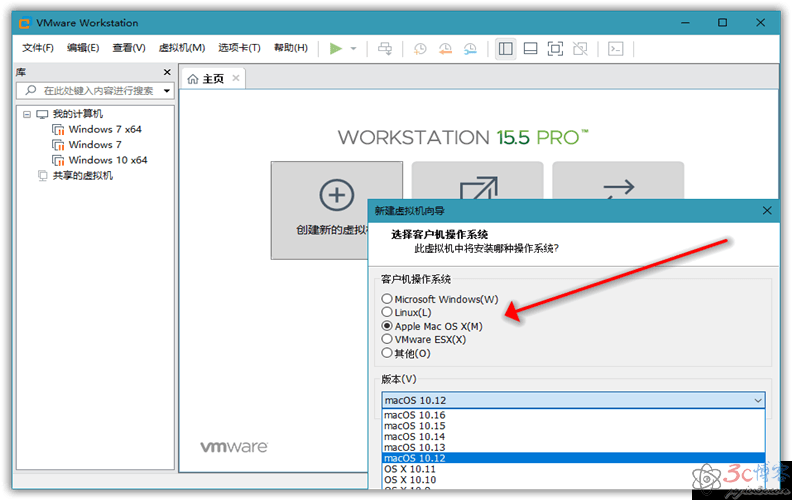 VMware Workstation
文件(F) 编辑(E) 查看(V) 虚拟机(M) 选项卡(T) 帮助(H)
库
在此处键入内容进行搜索
我的计算机
Windows 7 x64
Windows 7
Windows 10 x64
共享的虚拟机
主页
WORKSTATION 15.5 PRO™
创建新的虚拟
新建虚拟机向导
选择客户机操作系统
此虚拟机中将安装哪种操作系统?
客户机操作系统
Microsoft Windows(W)
Linux(L)
Apple Mac OS X(M)
VMware ESX(X)
其他(O)
版本(V)
macOS 10.12
macOS 10.16
macOS 10.15
macOS 10.14
macOS 10.13
macOS 10.12
OS X 10.11
OS X 10.10
vmware
3c博客